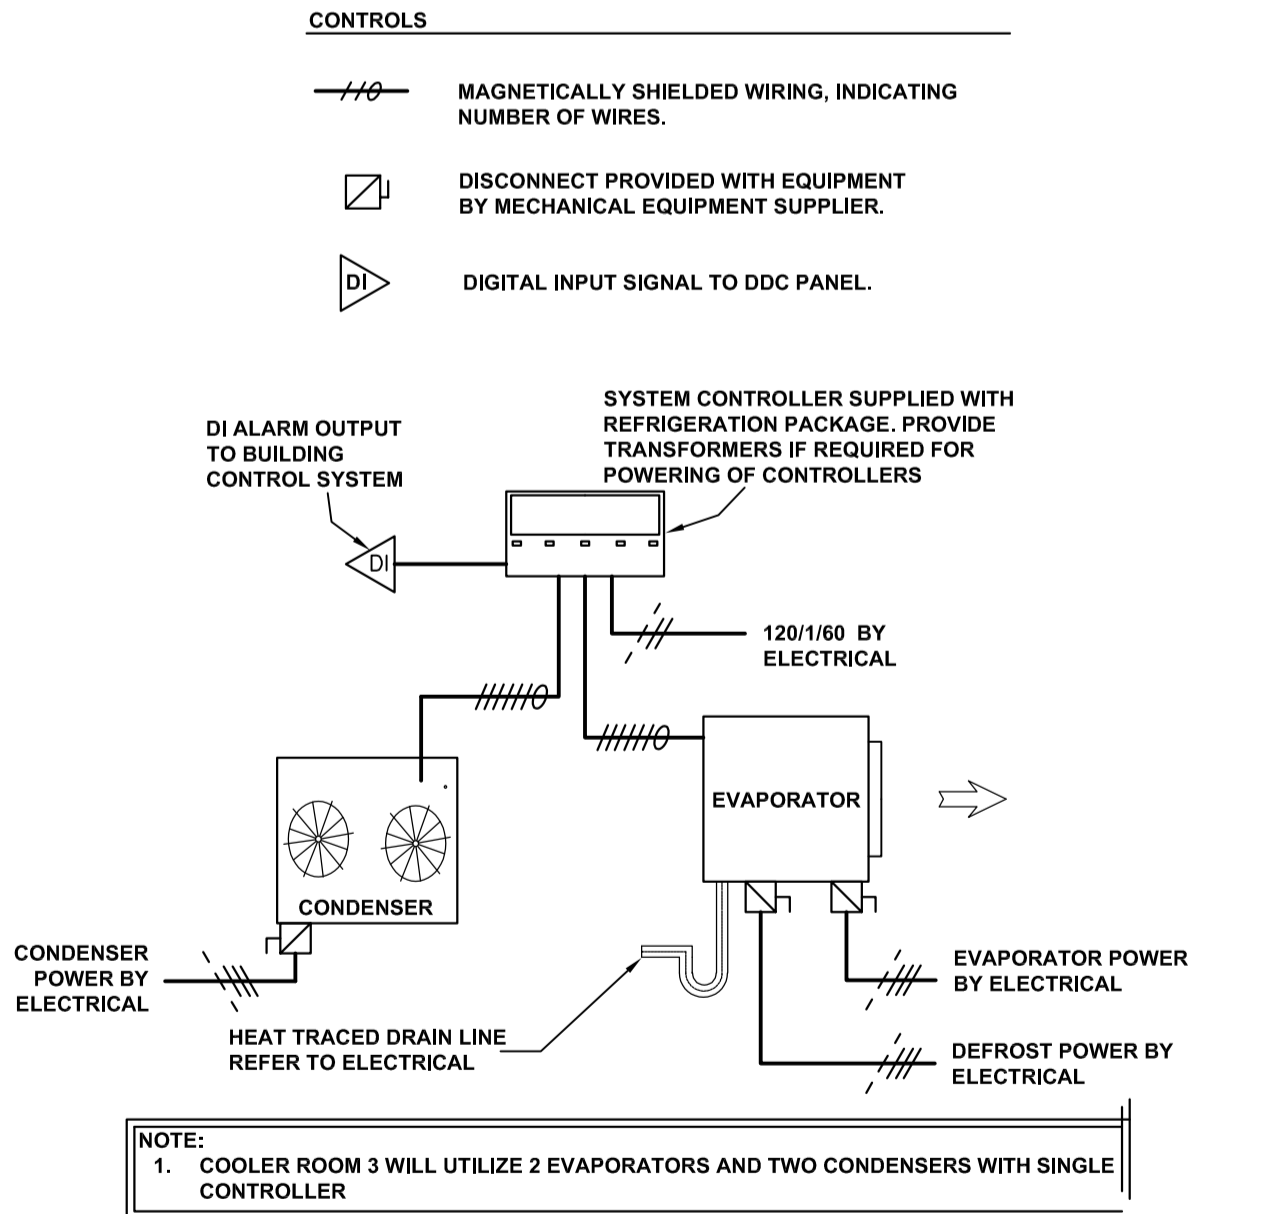 CONTROLS
MAGNETICALLY SHIELDED WIRING, INDICATING
NUMBER OF WIRES.
DISCONNECT PROVIDED WITH EQUIPMENT
BY MECHANICAL EQUIPMENT SUPPLIER.
DI
DIGITAL INPUT SIGNAL TO DDC PANEL.
SYSTEM CONTROLLER SUPPLIED WITH
REFRIGERATION PACKAGE. PROVIDE
TRANSFORMERS IF REQUIRED FOR
POWERING OF CONTROLLERS
DI ALARM OUTPUT
TO BUILDING
CONTROL SYSTEM
DI
120/1/60 BY
ELECTRICAL
EVAPORATOR
CONDENSER
CONDENSER
POWER BY
ELECTRICAL
EVAPORATOR POWER
BY ELECTRICAL
HEAT TRACED DRAIN LINE
REFER TO ELECTRICAL
DEFROST POWER BY
ELECTRICAL
NOTE:
1. COOLER ROOM 3 WILL UTILIZE 2 EVAPORATORS AND TWO CONDENSERS WITH SINGLE
CONTROLLER